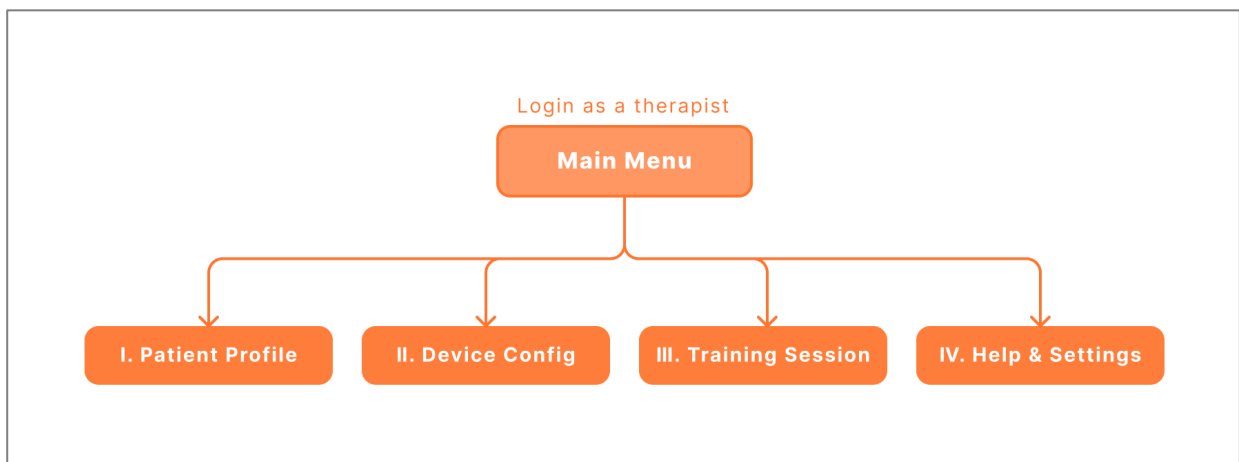 Login as a therapist
Main Menu
I. Patient Profile
II. Device Config
III. Training Session
IV. Help & Settings